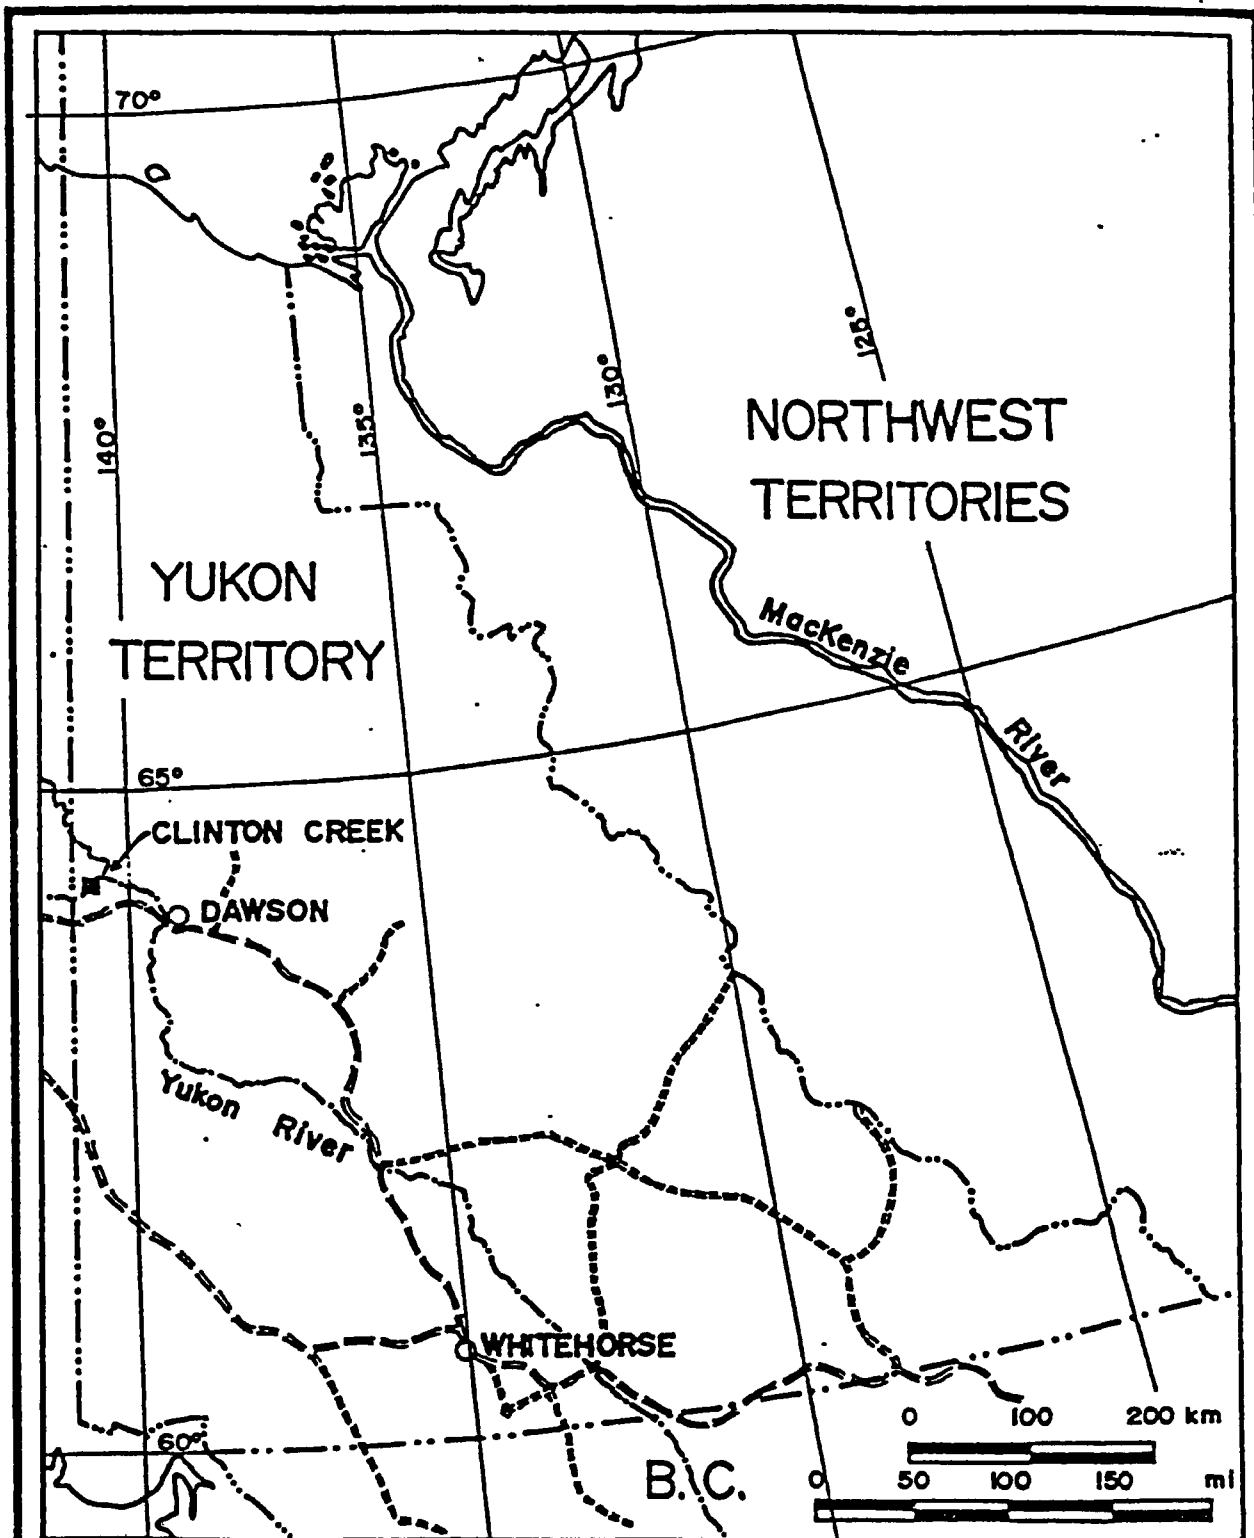 70°
125°
130°
135°
140°
NORTHWEST
TERRITORIES
YUKON
TERRITORY
MacKenzie
River
65°
CLINTON CREEK
DAWSON
Yukon River
WHITEHORSE
60°
B.C.
0 100 200 km
0 50 100 150 mi